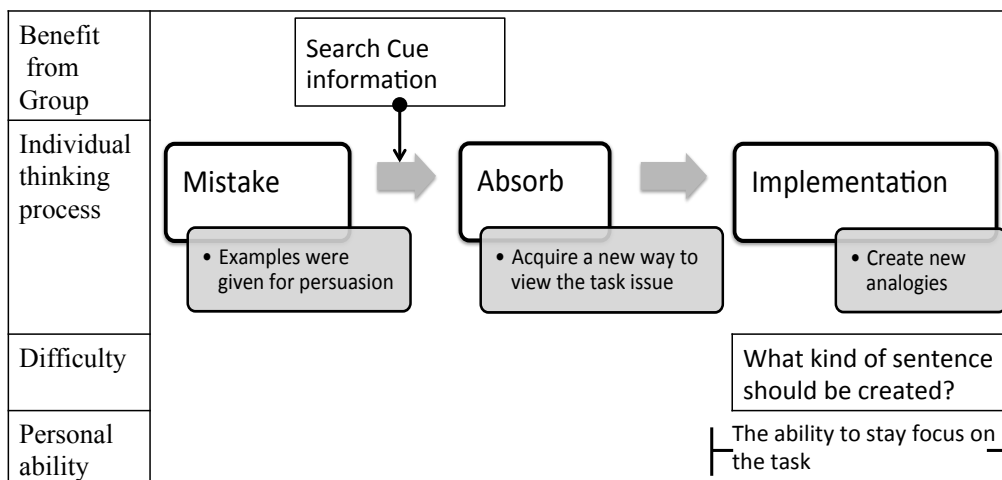 Benefit
from
Group
Search Cue
information
Individual
thinking
process
Mistake
• Examples were
given for persuasion
Absorb
• Acquire a new way to
view the task issue
Implementation
• Create new
analogies
Difficulty
What kind of sentence
should be created?
Personal
ability
The ability to stay focus on
the task